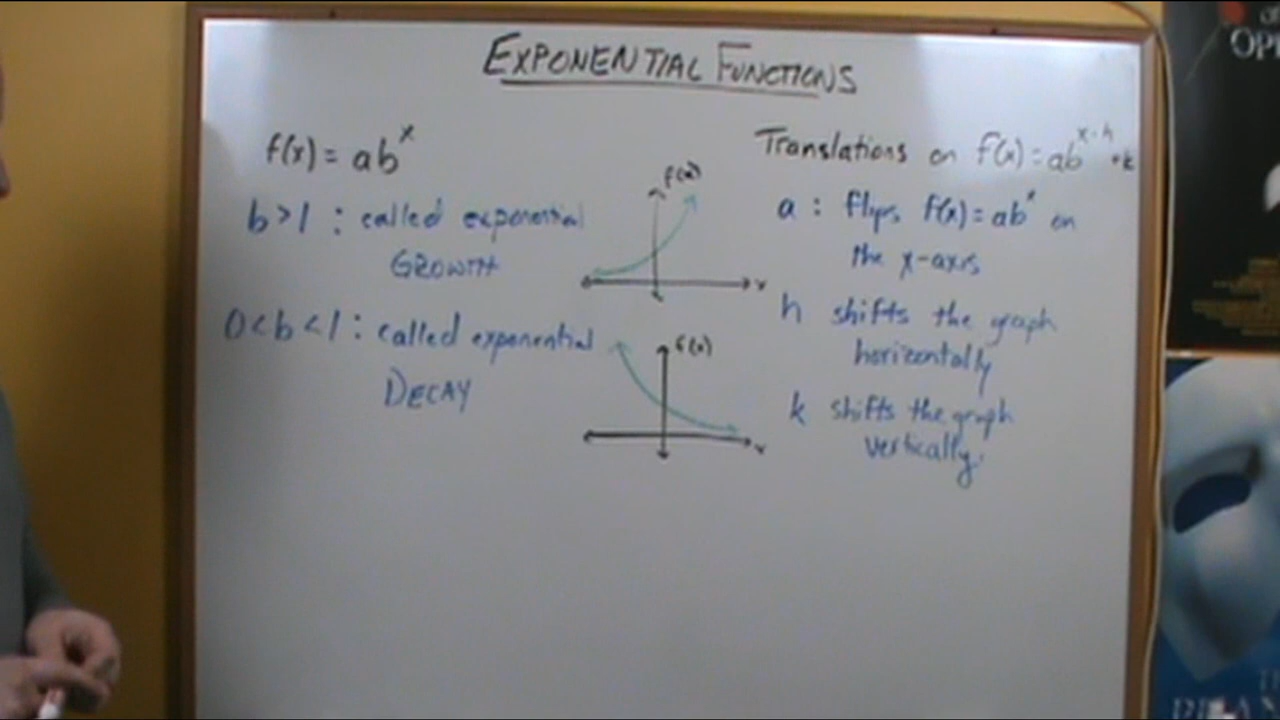 EXPONENTIAL FUNCTIONS
f(x) = ab^x
b > 1 : called exponential
GROWTH
0 < b < 1 : called exponential
DECAY
f(x)
x
f(x)
x
Translations on f(x) = ab^(x-h) + k
a : flips f(x) = ab^x on
the x-axis
h shifts the graph
horizontally
k shifts the graph
vertically.